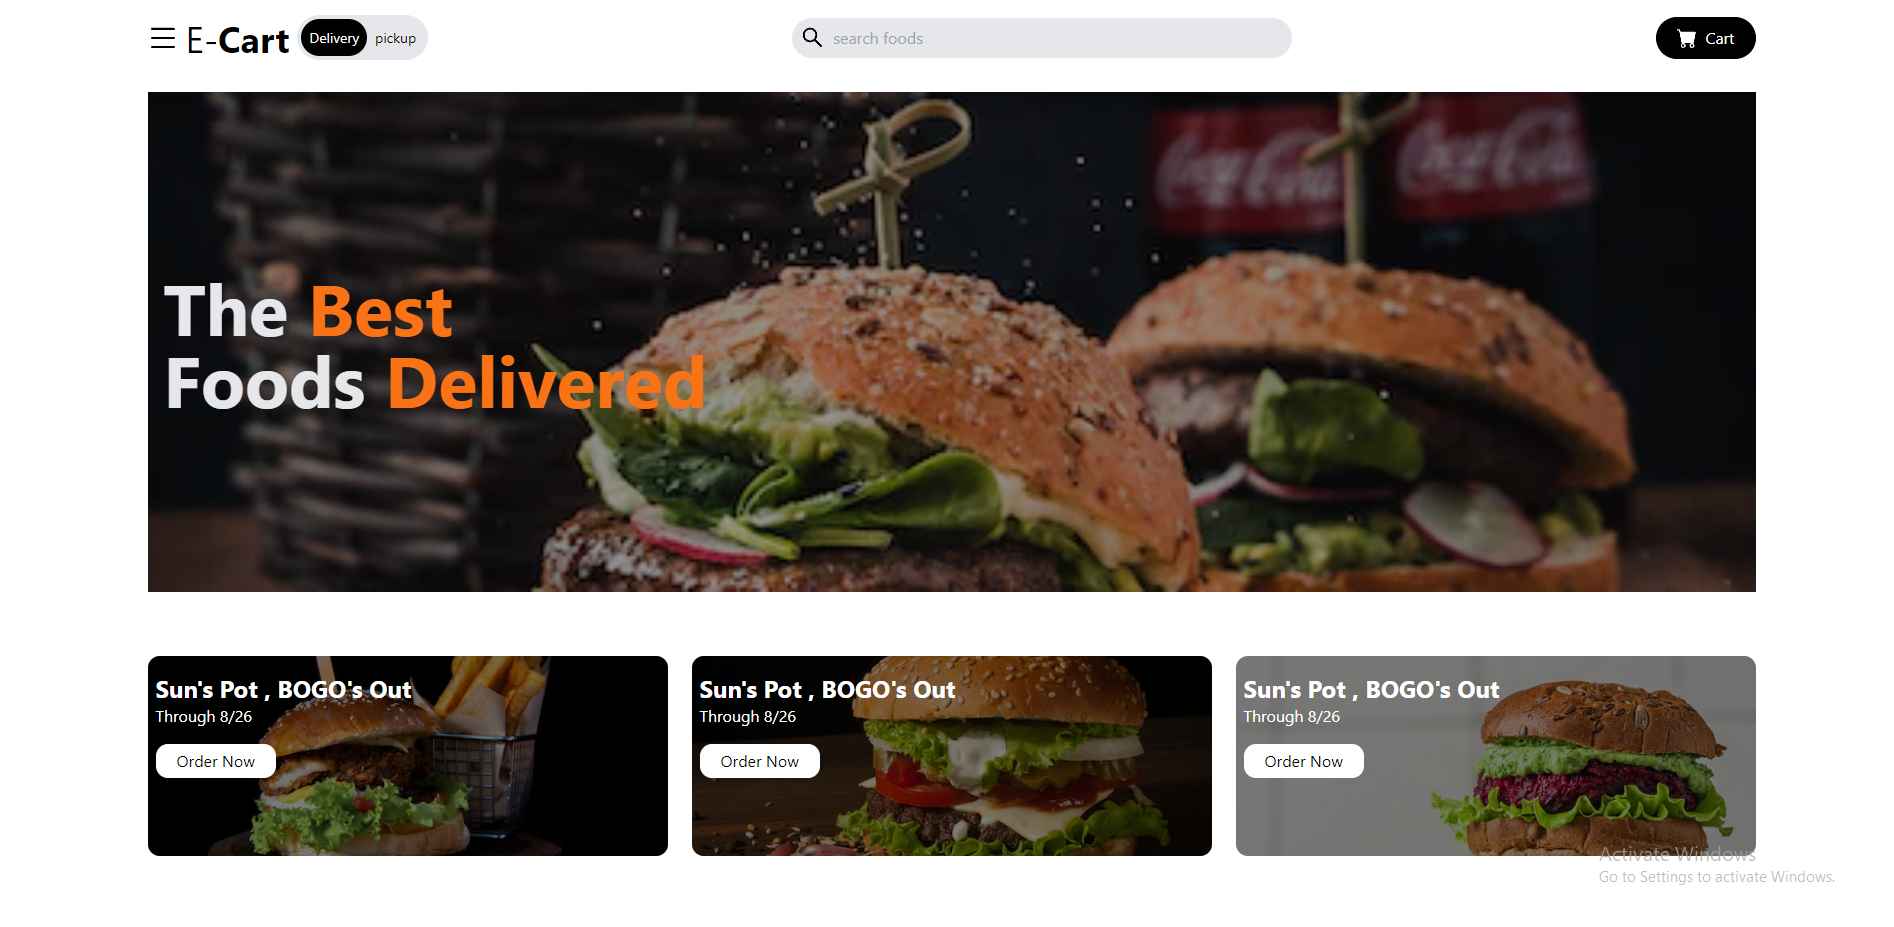 E-Cart
Delivery pickup
search foods
Cart
Coca-Cola Coca-Cola
The Best
Foods Delivered
Sun's Pot , BOGO's Out
Through 8/26
Order Now
Sun's Pot , BOGO's Out
Through 8/26
Order Now
Sun's Pot , BOGO's Out
Through 8/26
Order Now
Activate Windows
Go to Settings to activate Windows.